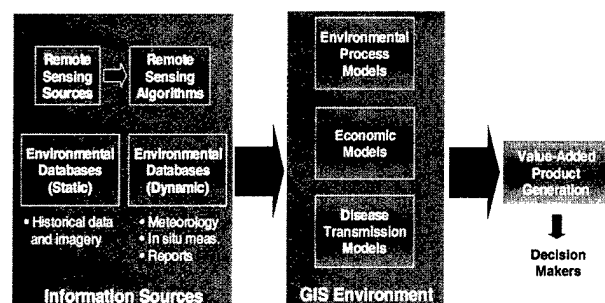 Remote
Sensing
Sources
Remote
Sensing
Algorithms
Environmental
Databases
(Static)
Environmental
Databases
(Dynamic)
• Historical data
and imagery
• Meteorology
• In situ meas.
• Reports
Information Sources
Environmental
Process
Models
Economic
Models
Disease
Transmission
Models
GIS Environment
Value-Added
Product
Generation
Decision
Makers